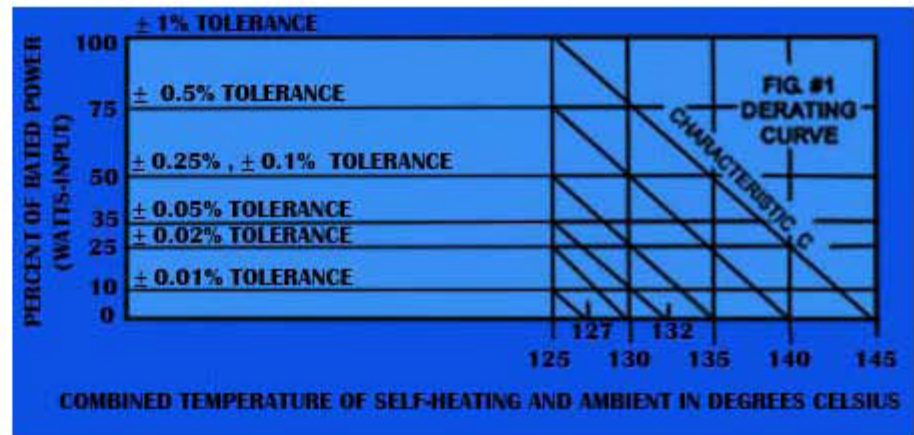 ± 1% TOLERANCE
100
± 0.5% TOLERANCE
75
FIG. #1
DERATING
CURVE
CHARACTERISTIC C
± 0.25% , ± 0.1% TOLERANCE
50
± 0.05% TOLERANCE
35
± 0.02% TOLERANCE
25
± 0.01% TOLERANCE
10
0
PERCENT OF RATED POWER
(WATTS-INPUT)
127 132
125 130 135 140 145
COMBINED TEMPERATURE OF SELF-HEATING AND AMBIENT IN DEGREES CELSIUS